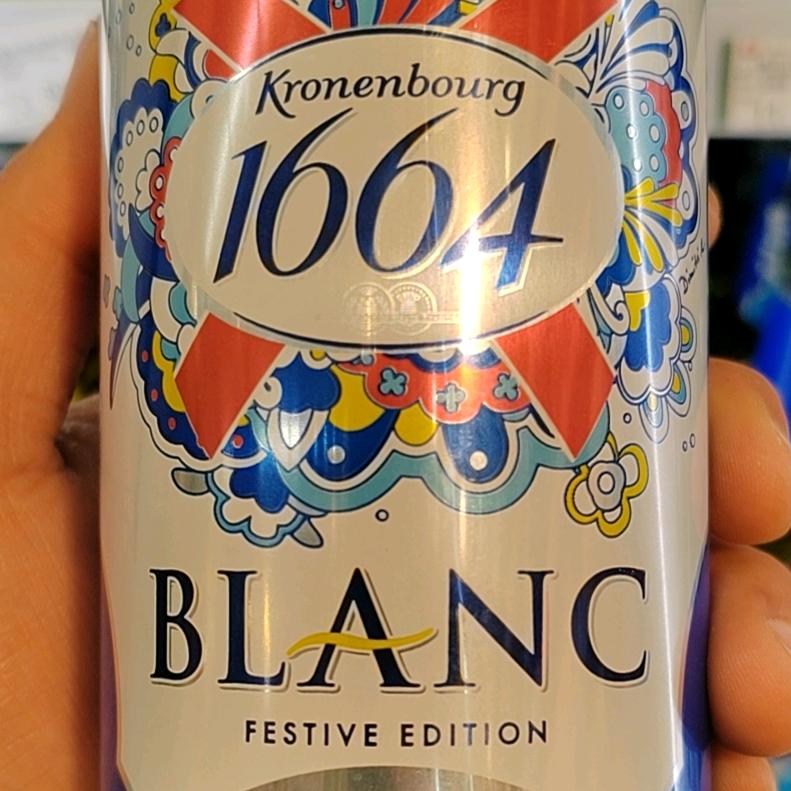 Kronenbourg
1664
BLANC
FESTIVE EDITION